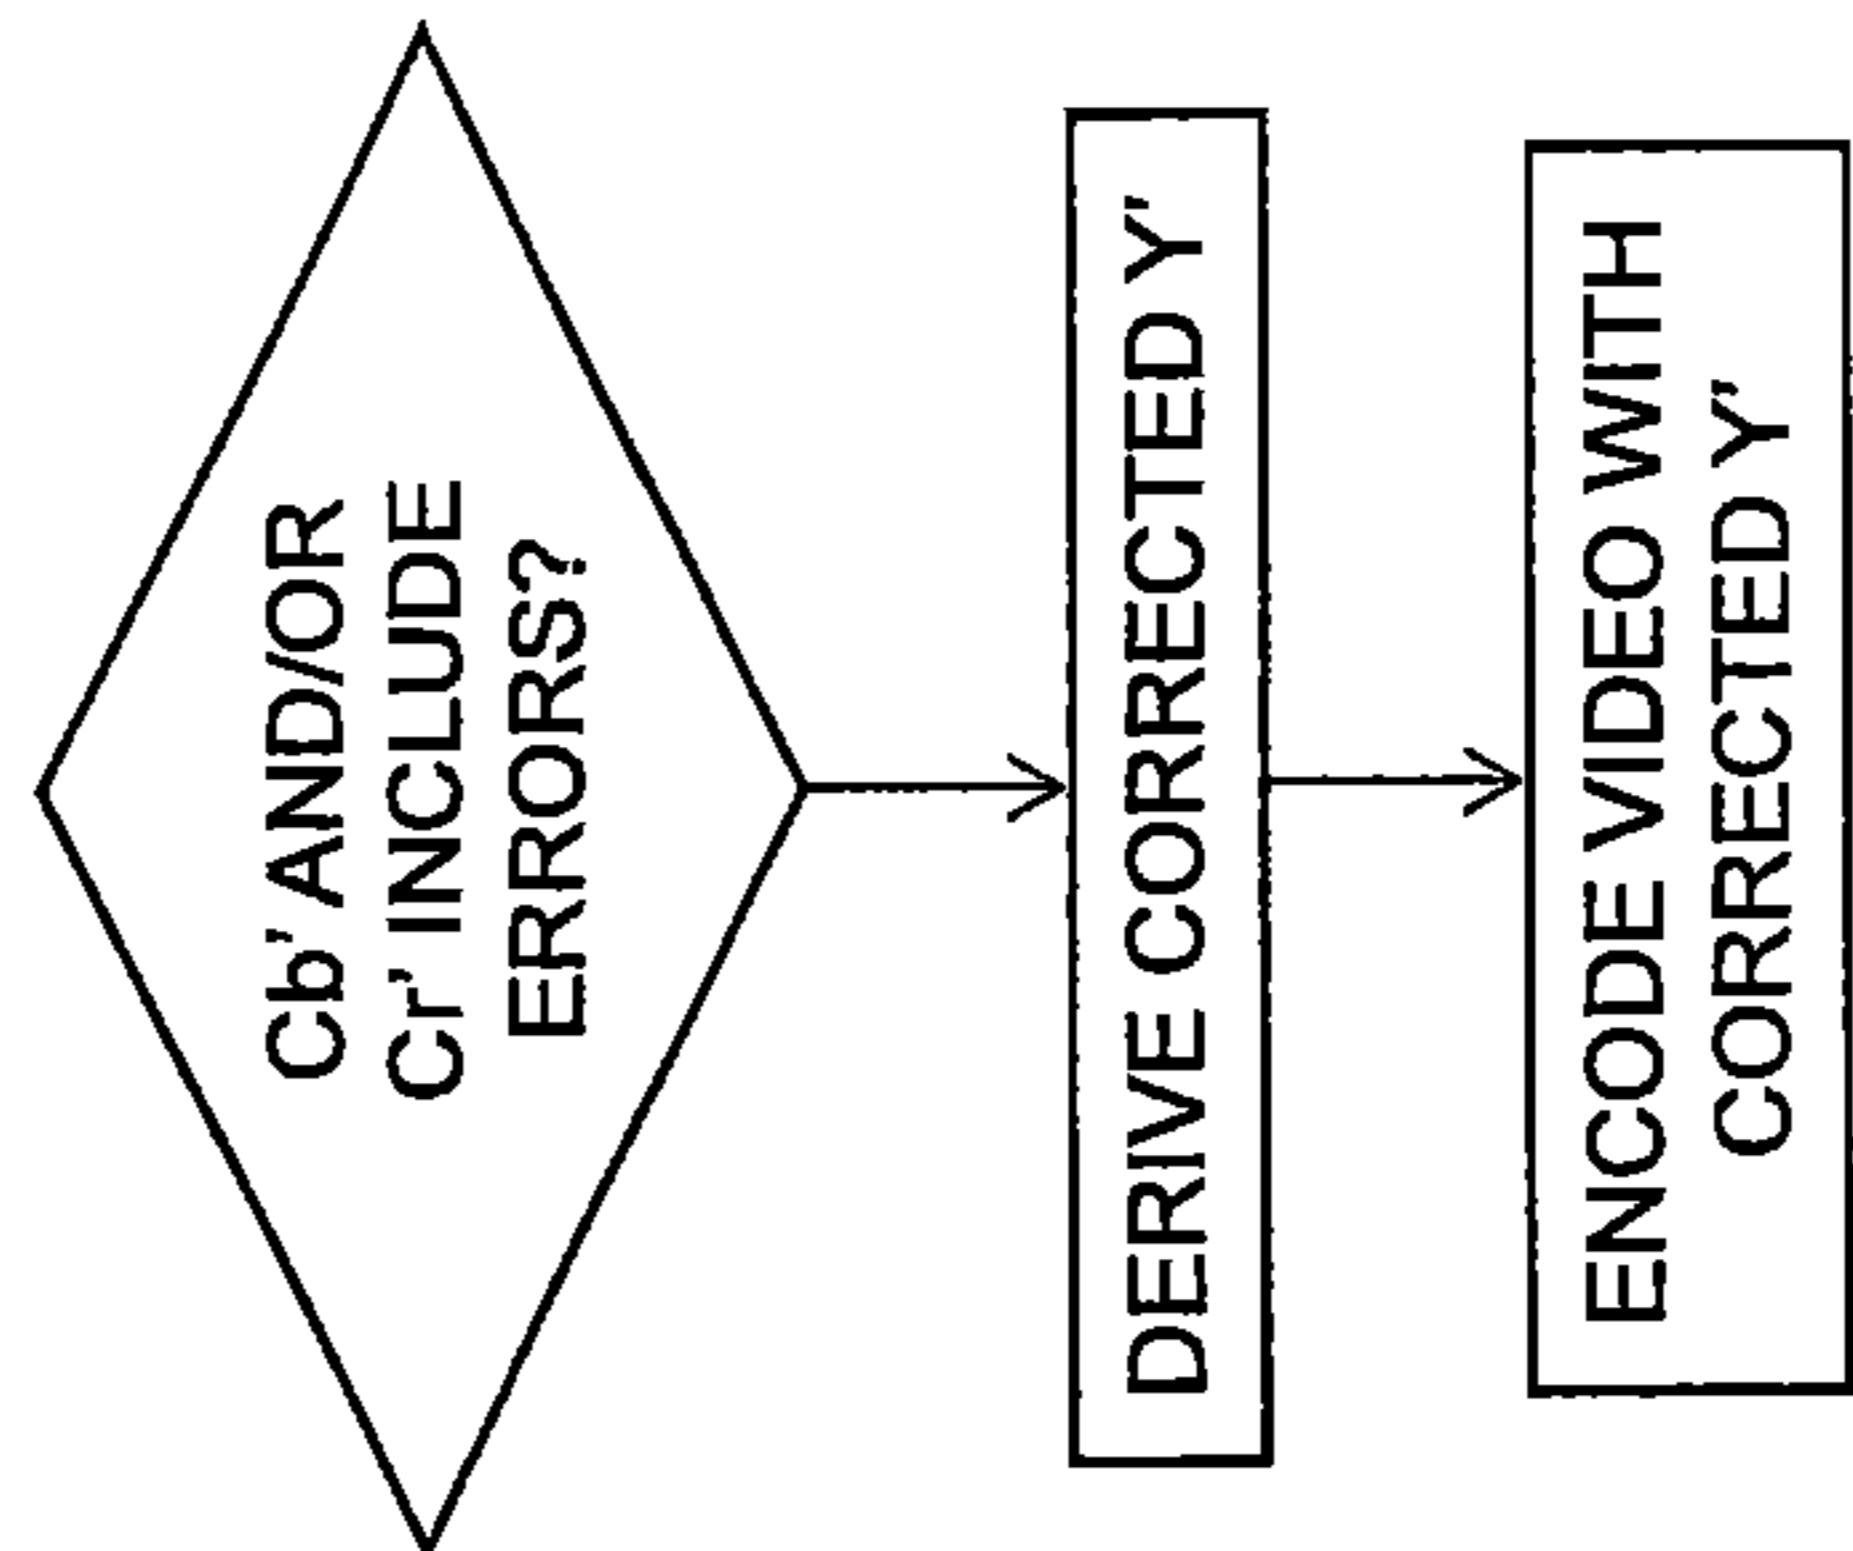 Cb' AND/OR
Cr' INCLUDE
ERRORS?
DERIVE CORRECTED Y'
ENCODE VIDEO WITH
CORRECTED Y'